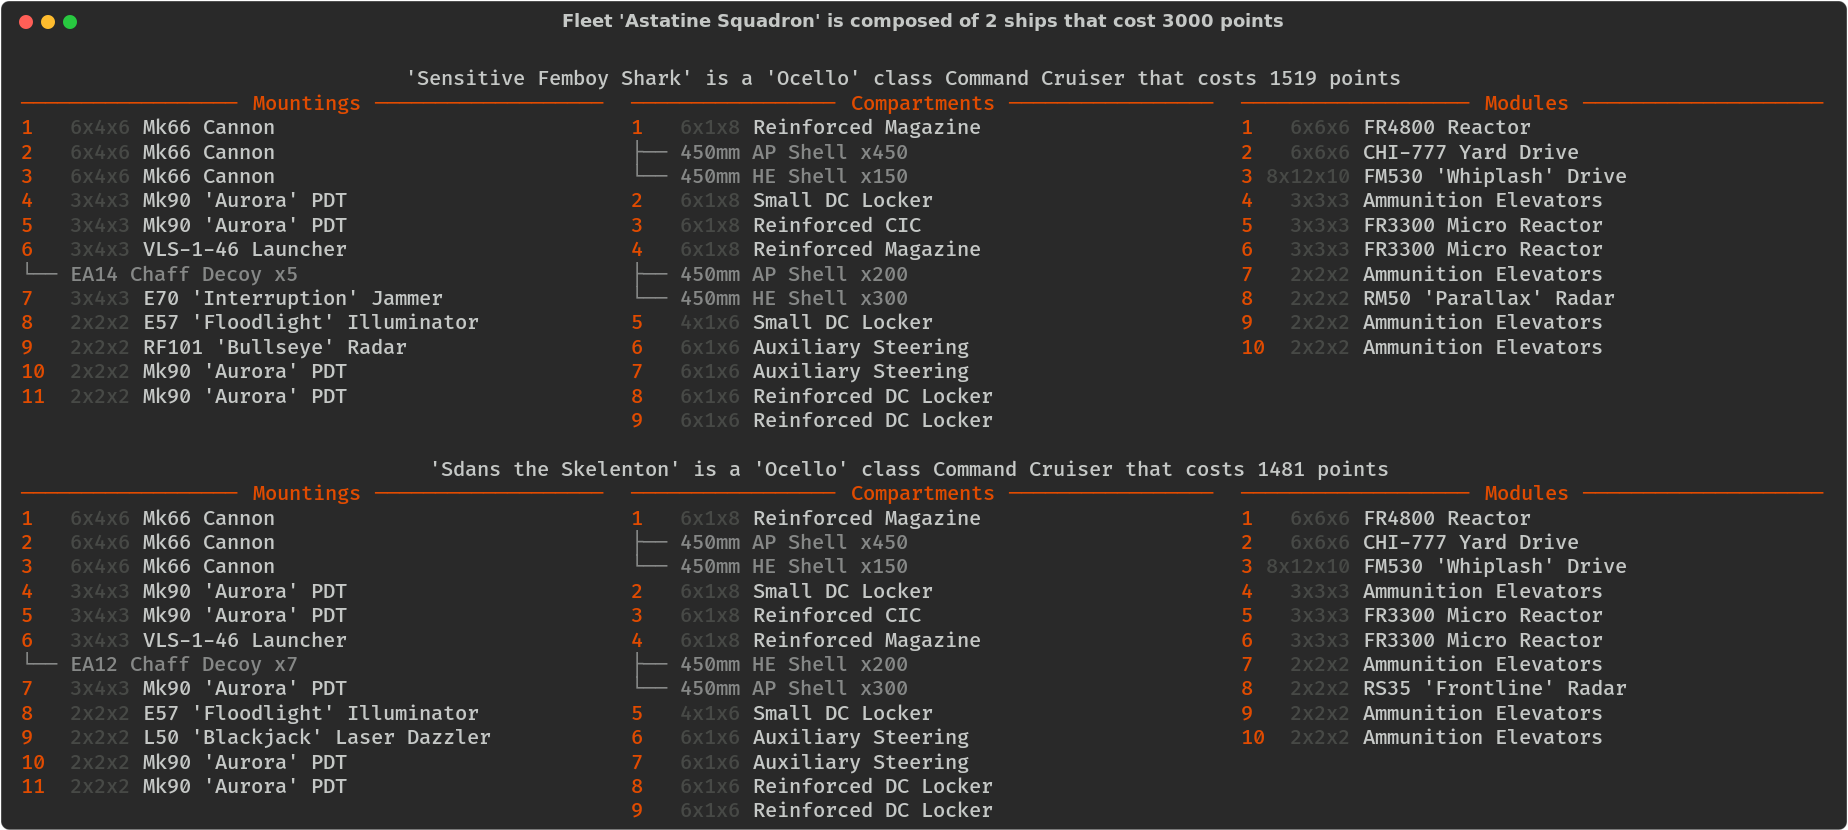 Fleet 'Astatine Squadron' is composed of 2 ships that cost 3000 points
'Sensitive Femboy Shark' is a 'Ocello' class Command Cruiser that costs 1519 points
Mountings
1 6x4x6 Mk66 Cannon
2 6x4x6 Mk66 Cannon
3 6x4x6 Mk66 Cannon
4 3x4x3 Mk90 'Aurora' PDT
5 3x4x3 Mk90 'Aurora' PDT
6 3x4x3 VLS-1-46 Launcher
└── EA14 Chaff Decoy x5
7 3x4x3 E70 'Interruption' Jammer
8 2x2x2 E57 'Floodlight' Illuminator
9 2x2x2 RF101 'Bullseye' Radar
10 2x2x2 Mk90 'Aurora' PDT
11 2x2x2 Mk90 'Aurora' PDT
Compartments
1 6x1x8 Reinforced Magazine
├── 450mm AP Shell x450
└── 450mm HE Shell x150
2 6x1x8 Small DC Locker
3 6x1x8 Reinforced CIC
4 6x1x8 Reinforced Magazine
├── 450mm AP Shell x200
└── 450mm HE Shell x300
5 4x1x6 Small DC Locker
6 6x1x6 Auxiliary Steering
7 6x1x6 Auxiliary Steering
8 6x1x6 Reinforced DC Locker
9 6x1x6 Reinforced DC Locker
Modules
1 6x6x6 FR4800 Reactor
2 6x6x6 CHI-777 Yard Drive
3 8x12x10 FM530 'Whiplash' Drive
4 3x3x3 Ammunition Elevators
5 3x3x3 FR3300 Micro Reactor
6 3x3x3 FR3300 Micro Reactor
7 2x2x2 Ammunition Elevators
8 2x2x2 RM50 'Parallax' Radar
9 2x2x2 Ammunition Elevators
10 2x2x2 Ammunition Elevators
'Sdans the Skelenton' is a 'Ocello' class Command Cruiser that costs 1481 points
Mountings
1 6x4x6 Mk66 Cannon
2 6x4x6 Mk66 Cannon
3 6x4x6 Mk66 Cannon
4 3x4x3 Mk90 'Aurora' PDT
5 3x4x3 Mk90 'Aurora' PDT
6 3x4x3 VLS-1-46 Launcher
└── EA12 Chaff Decoy x7
7 3x4x3 Mk90 'Aurora' PDT
8 2x2x2 E57 'Floodlight' Illuminator
9 2x2x2 L50 'Blackjack' Laser Dazzler
10 2x2x2 Mk90 'Aurora' PDT
11 2x2x2 Mk90 'Aurora' PDT
Compartments
1 6x1x8 Reinforced Magazine
├── 450mm AP Shell x450
└── 450mm HE Shell x150
2 6x1x8 Small DC Locker
3 6x1x8 Reinforced CIC
4 6x1x8 Reinforced Magazine
├── 450mm HE Shell x200
└── 450mm AP Shell x300
5 4x1x6 Small DC Locker
6 6x1x6 Auxiliary Steering
7 6x1x6 Auxiliary Steering
8 6x1x6 Reinforced DC Locker
9 6x1x6 Reinforced DC Locker
Modules
1 6x6x6 FR4800 Reactor
2 6x6x6 CHI-777 Yard Drive
3 8x12x10 FM530 'Whiplash' Drive
4 3x3x3 Ammunition Elevators
5 3x3x3 FR3300 Micro Reactor
6 3x3x3 FR3300 Micro Reactor
7 2x2x2 Ammunition Elevators
8 2x2x2 RS35 'Frontline' Radar
9 2x2x2 Ammunition Elevators
10 2x2x2 Ammunition Elevators